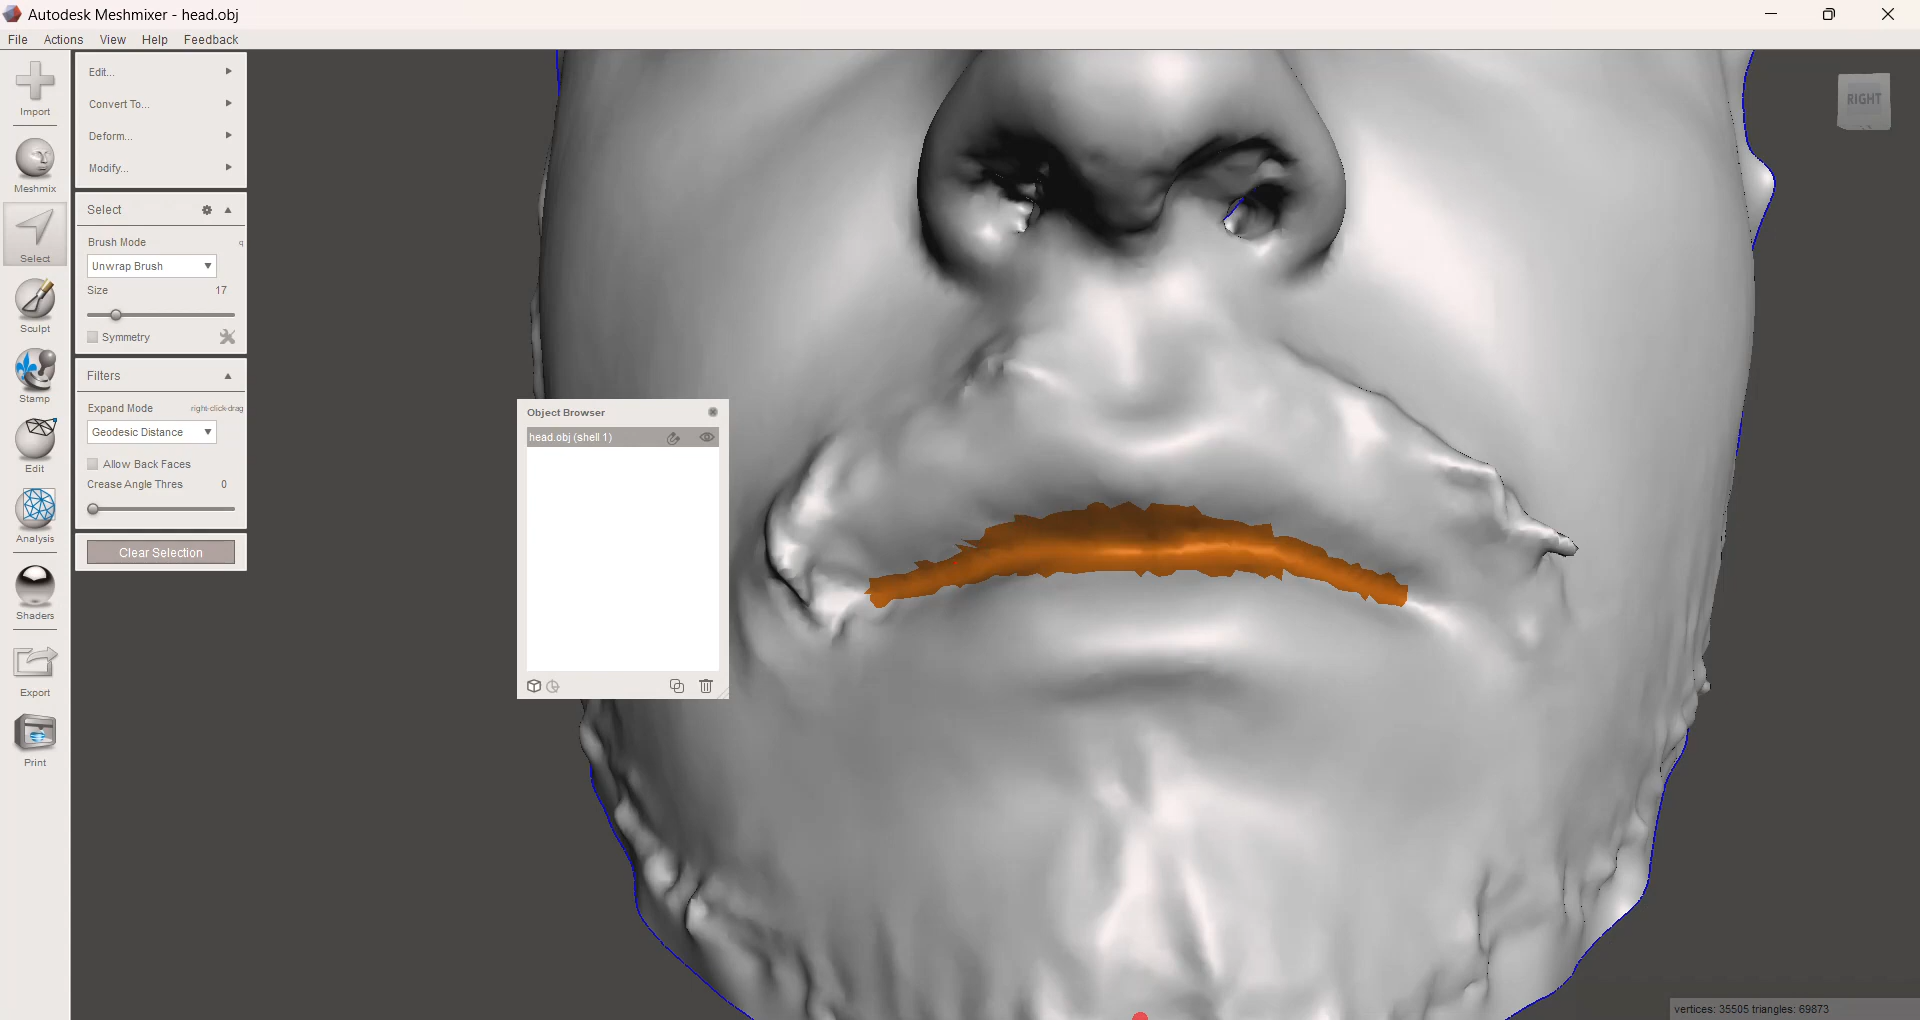 Autodesk Meshmixer - head.obj
File Actions View Help Feedback
Import
Meshmix
Select
Sculpt
Stamp
Edit
Analysis
Shaders
Export
Print
Edit...
Convert To...
Deform...
Modify...
Select
Brush Mode q
Unwrap Brush
Size 17
Symmetry
Filters
Expand Mode right-click-drag
Geodesic Distance
Allow Back Faces
Crease Angle Thres 0
Clear Selection
Object Browser
head.obj (shell 1)
RIGHT
vertices: 35505 triangles: 69873